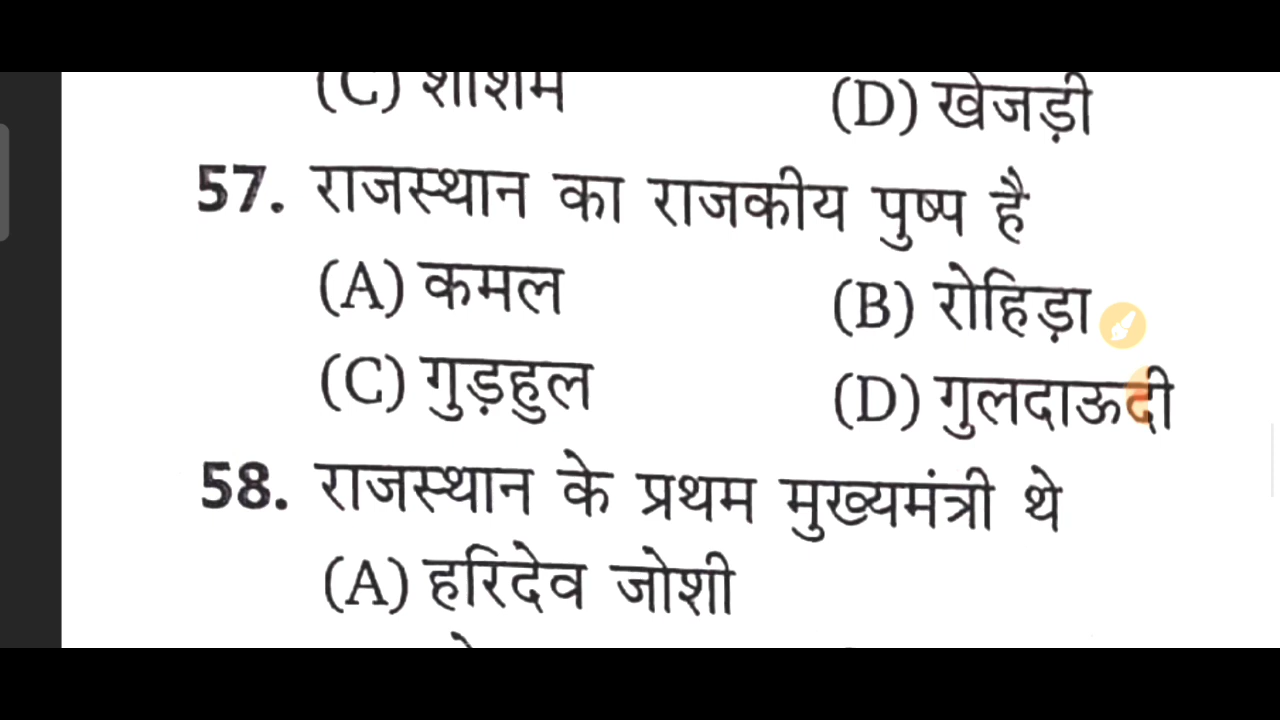 (C) शीशम (D) खेजड़ी
57. राजस्थान का राजकीय पुष्प है
(A) कमल (B) रोहिड़ा
(C) गुड़हुल (D) गुलदाऊदी
58. राजस्थान के प्रथम मुख्यमंत्री थे
(A) हरिदेव जोशी